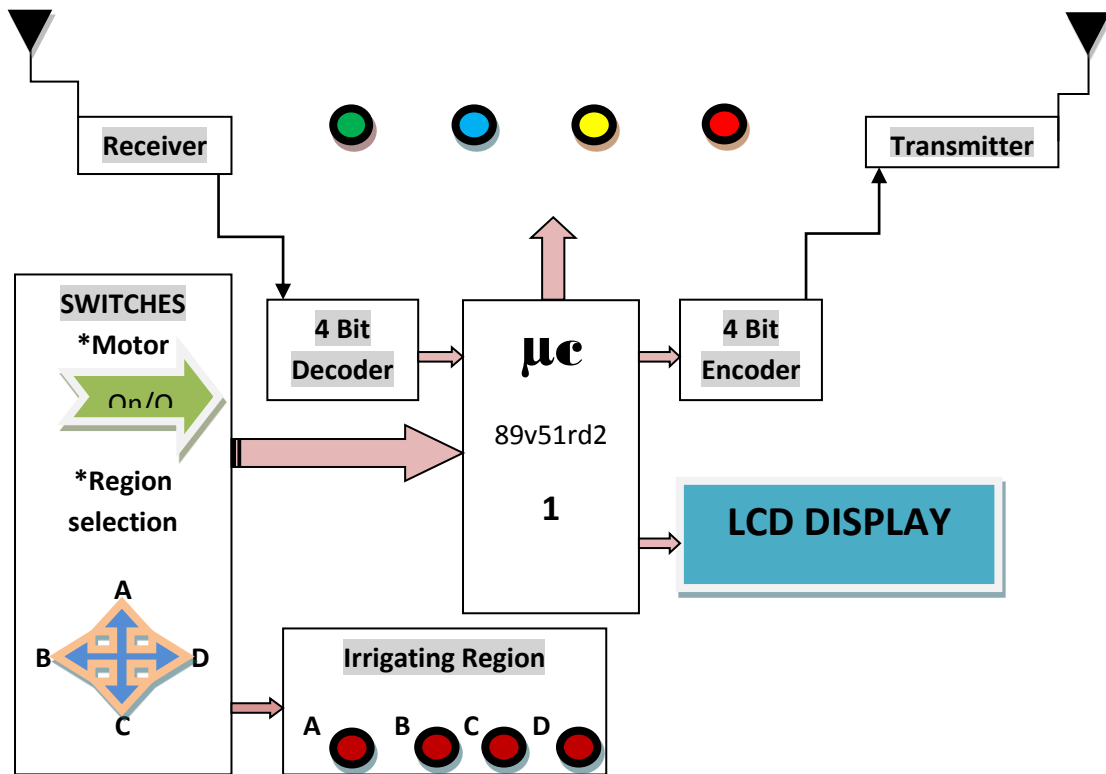 Receiver
Transmitter
SWITCHES
*Motor
On/O
*Region
selection
A
B
D
C
4 Bit
Decoder
µc
89v51rd2
1
4 Bit
Encoder
LCD DISPLAY
Irrigating Region
A B C D